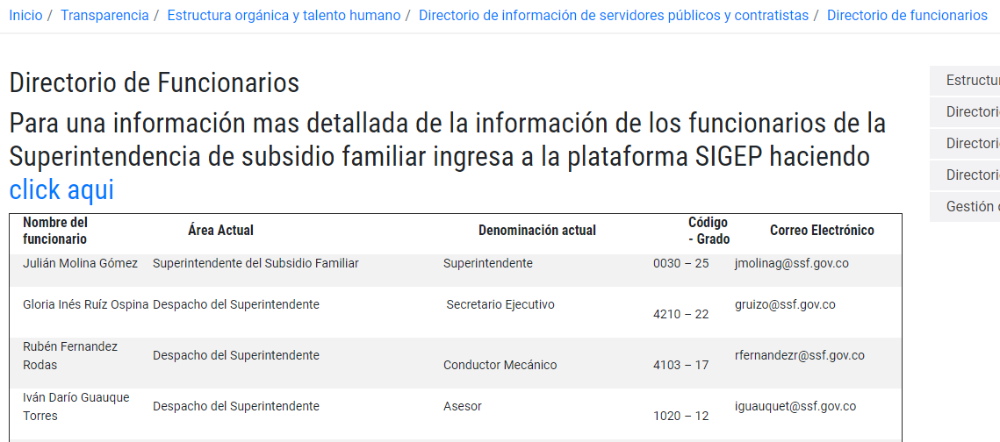 Inicio / Transparencia / Estructura orgánica y talento humano / Directorio de información de servidores públicos y contratistas / Directorio de funcionarios
Directorio de Funcionarios
Para una información mas detallada de la información de los funcionarios de la
Superintendencia de subsidio familiar ingresa a la plataforma SIGEP haciendo
click aqui
Estructu
Directori
Directori
Directori
Gestión
Nombre del funcionario Área Actual Denominación actual Código - Grado Correo Electrónico
Julián Molina Gómez Superintendente del Subsidio Familiar Superintendente 0030 – 25 jmolinag@ssf.gov.co
Gloria Inés Ruíz Ospina Despacho del Superintendente Secretario Ejecutivo 4210 – 22 gruizo@ssf.gov.co
Rubén Fernandez Rodas Despacho del Superintendente Conductor Mecánico 4103 – 17 rfernandezr@ssf.gov.co
Iván Darío Guauque Torres Despacho del Superintendente Asesor 1020 – 12 iguauquet@ssf.gov.co